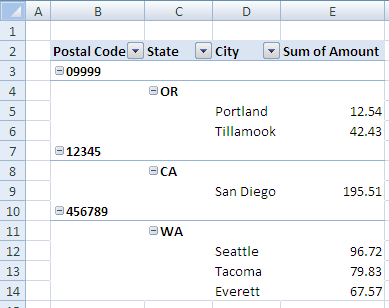 A B C D E
1
2 Postal Code State City Sum of Amount
3 09999
4 OR
5 Portland 12.54
6 Tillamook 42.43
7 12345
8 CA
9 San Diego 195.51
10 456789
11 WA
12 Seattle 96.72
13 Tacoma 79.83
14 Everett 67.57